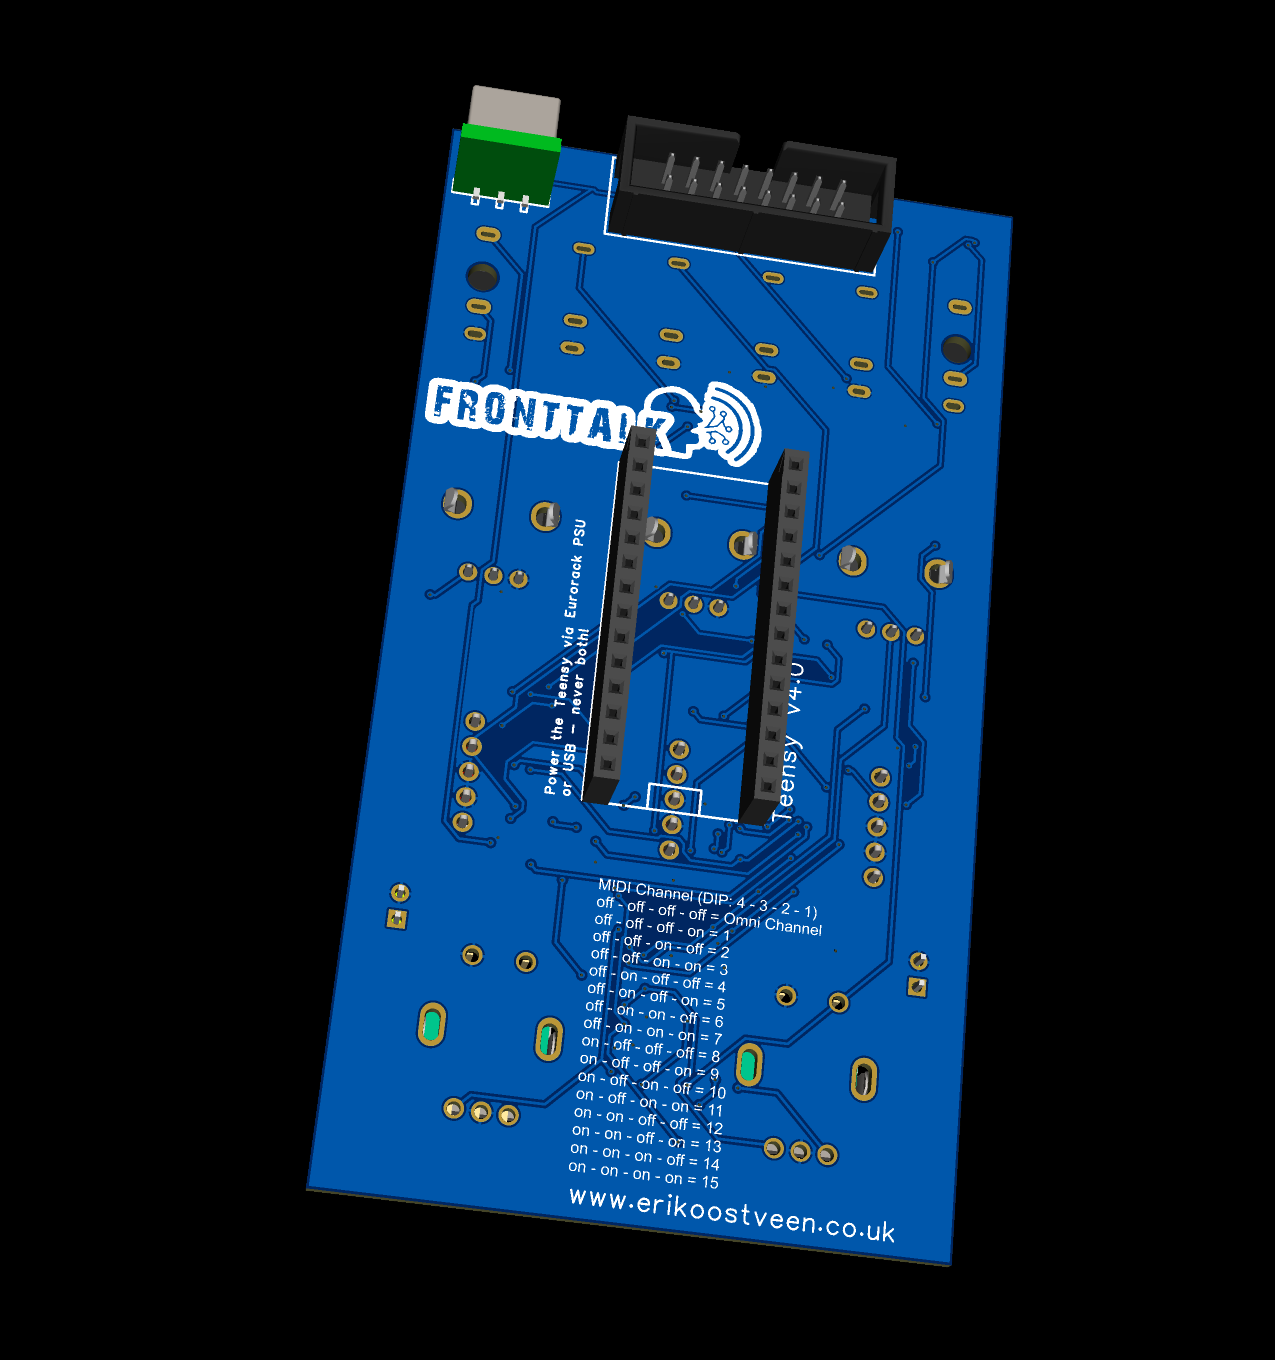 FRONTTALK
Power the Teensy via Eurorack PSU
or USB - never both!
Teensy v4.0
MIDI Channel (DIP: 4 - 3 - 2 - 1)
off - off - off - off = Omni Channel
off - off - off - on = 1
off - off - on - off = 2
off - off - on - on = 3
off - on - off - off = 4
off - on - off - on = 5
off - on - on - off = 6
off - on - on - on = 7
on - off - off - off = 8
on - off - off - on = 9
on - off - on - off = 10
on - off - on - on = 11
on - on - off - off = 12
on - on - off - on = 13
on - on - on - off = 14
on - on - on - on = 15
www.erikoostveen.co.uk